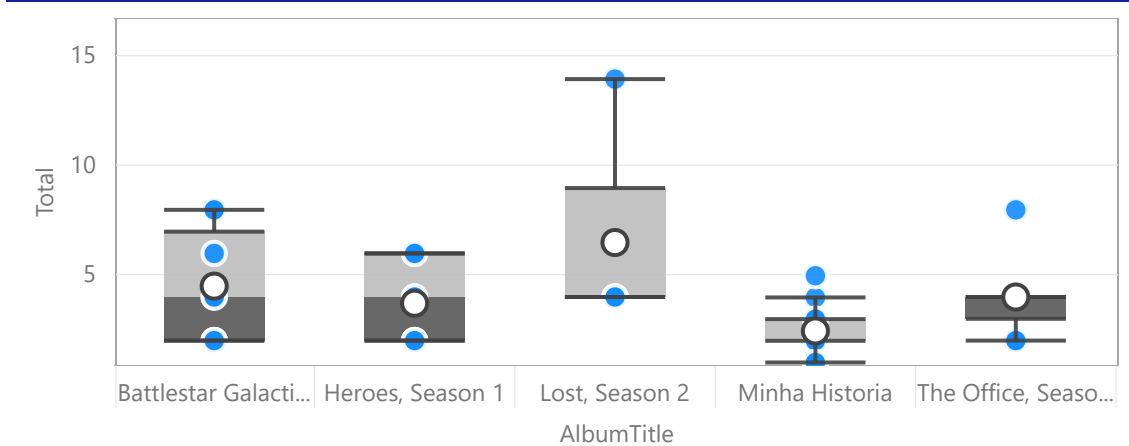 15
10
5
Total
Battlestar Galacti...
Heroes, Season 1
Lost, Season 2
Minha Historia
The Office, Seaso...
AlbumTitle